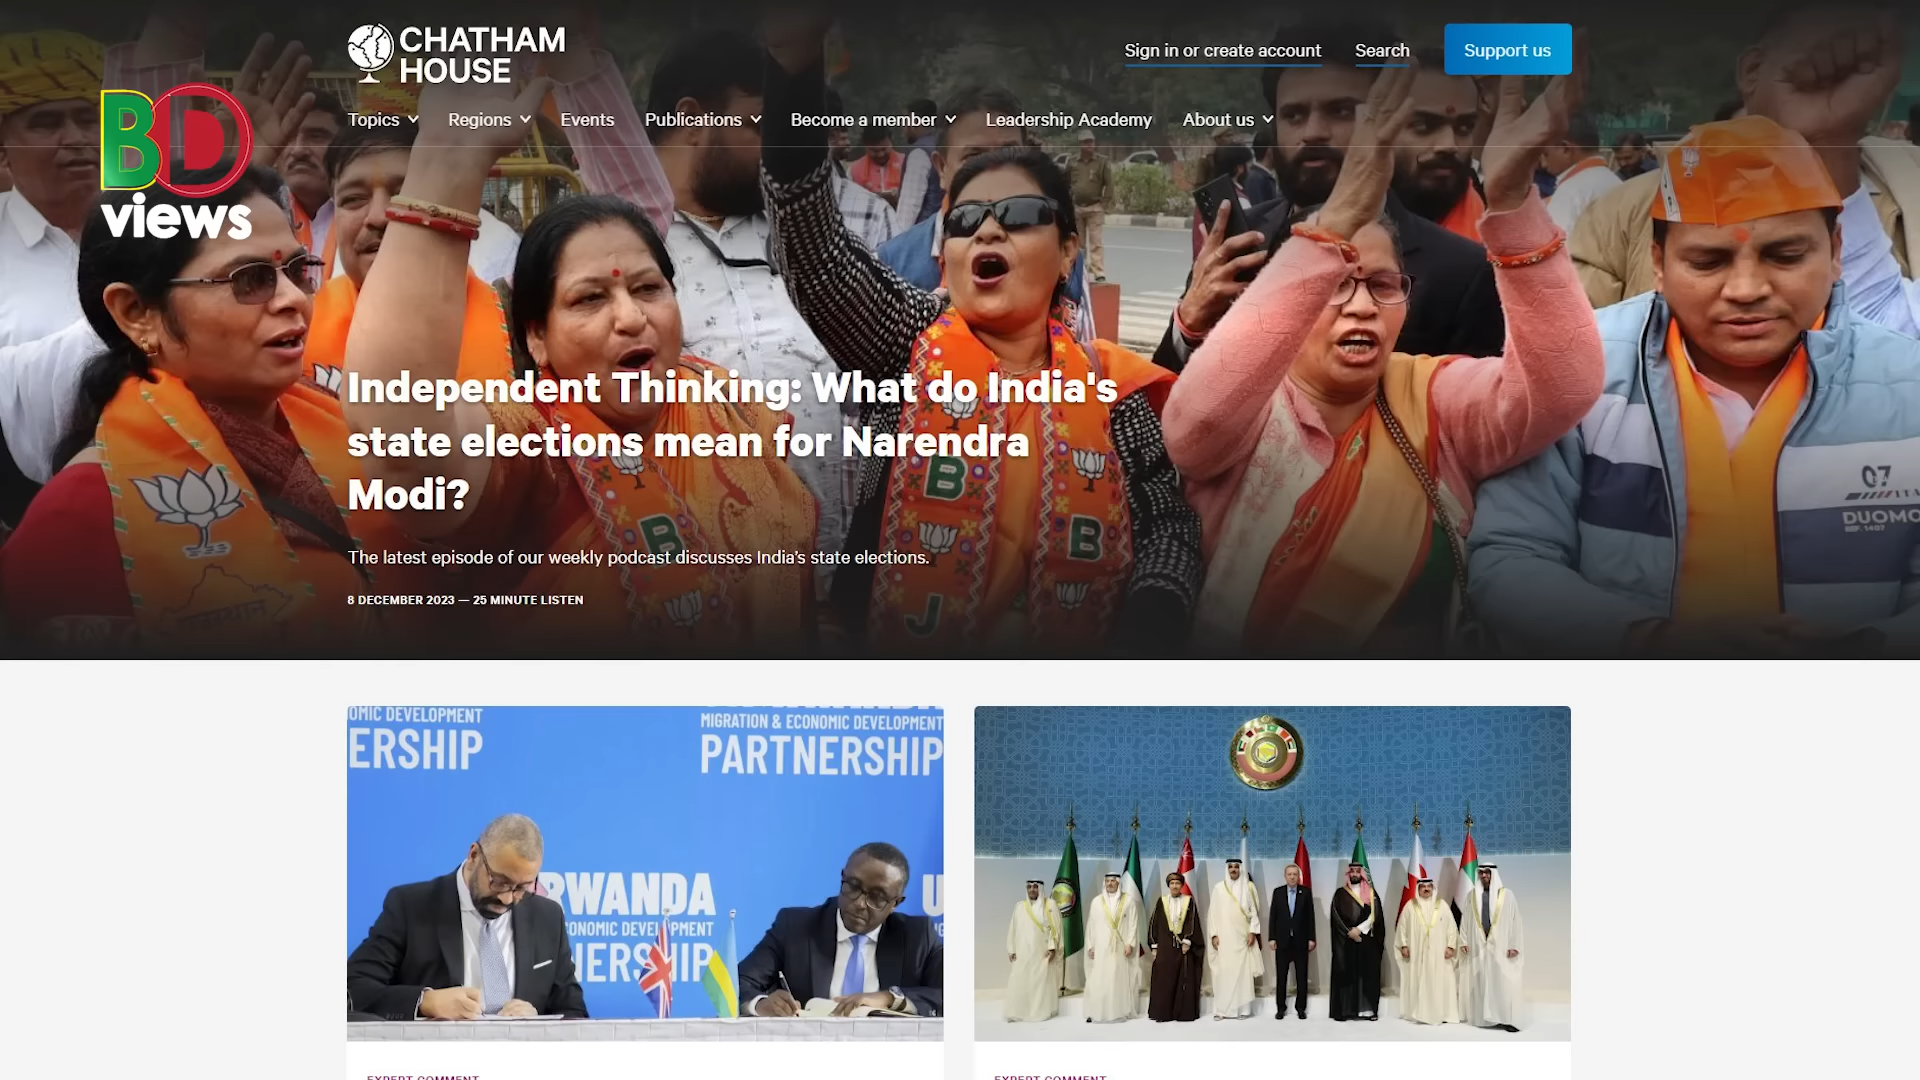 CHATHAM
HOUSE
Sign in or create account
Search
Support us
BD
views
Topics
Regions
Events
Publications
Become a member
Leadership Academy
About us
Independent Thinking: What do India's
state elections mean for Narendra
Modi?
The latest episode of our weekly podcast discusses India's state elections.
8 DECEMBER 2023 — 25 MINUTE LISTEN
B
B
B
J
07
DUOMO
OMIC DEVELOPMENT
ERSHIP
MIGRATION & ECONOMIC DEVELOPMENT
PARTNERSHIP
RWANDA
CONOMIC DEVELOPMENT
NERSHIP
U
EXPERT COMMENT
EXPERT COMMENT